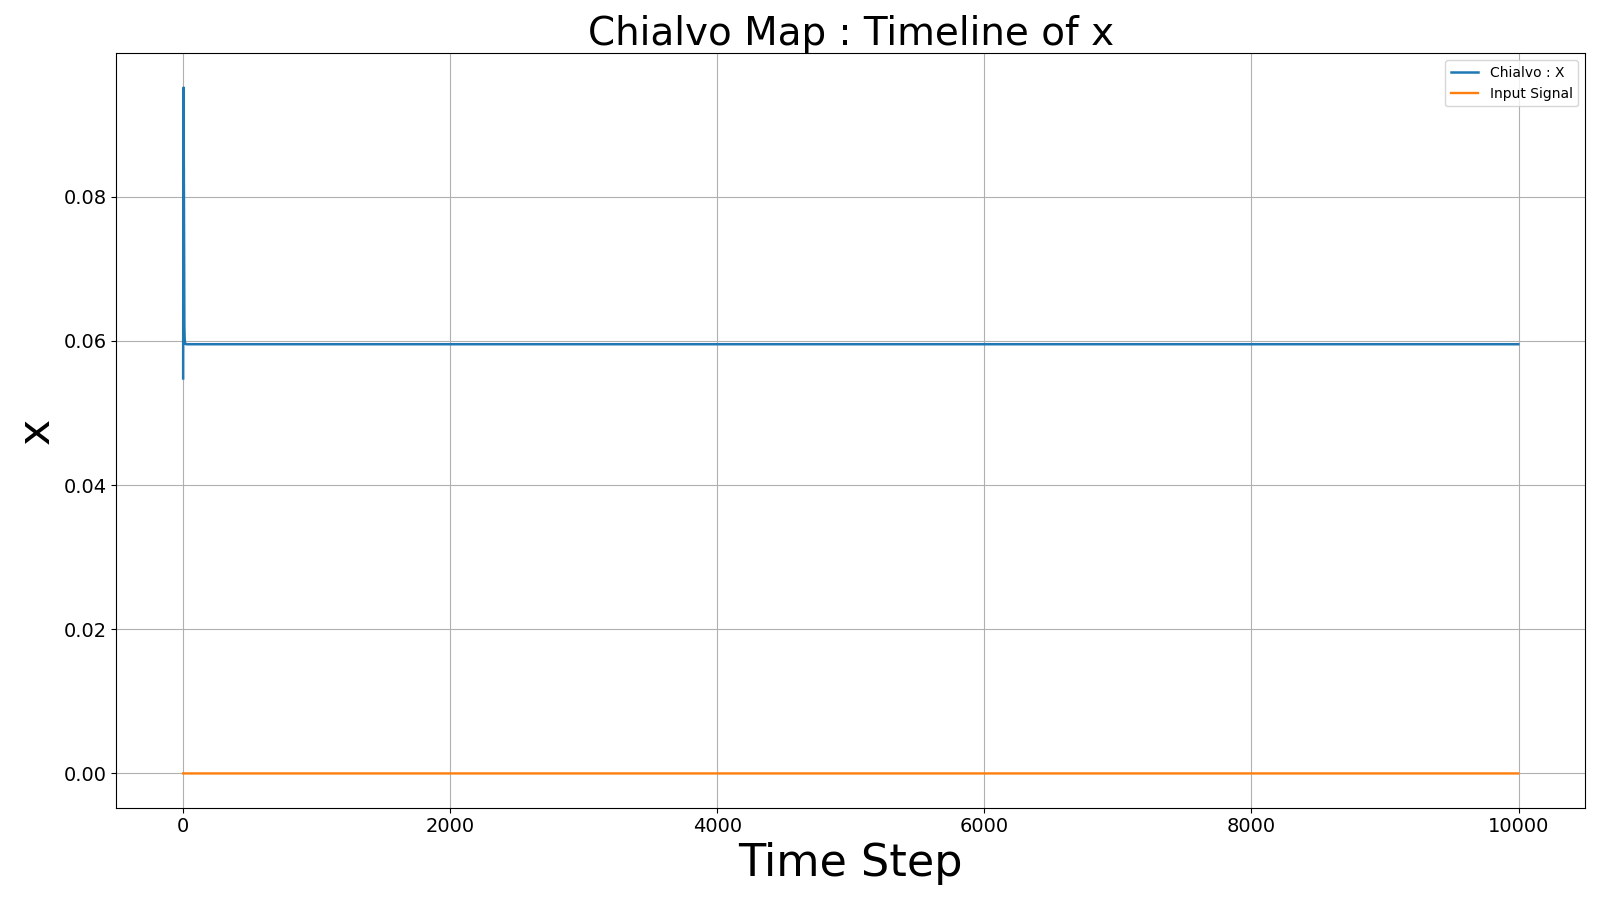 Chialvo Map : Timeline of x
Chialvo : X
Input Signal
0.08
0.06
0.04
0.02
0.00
x
0 2000 4000 6000 8000 10000
Time Step